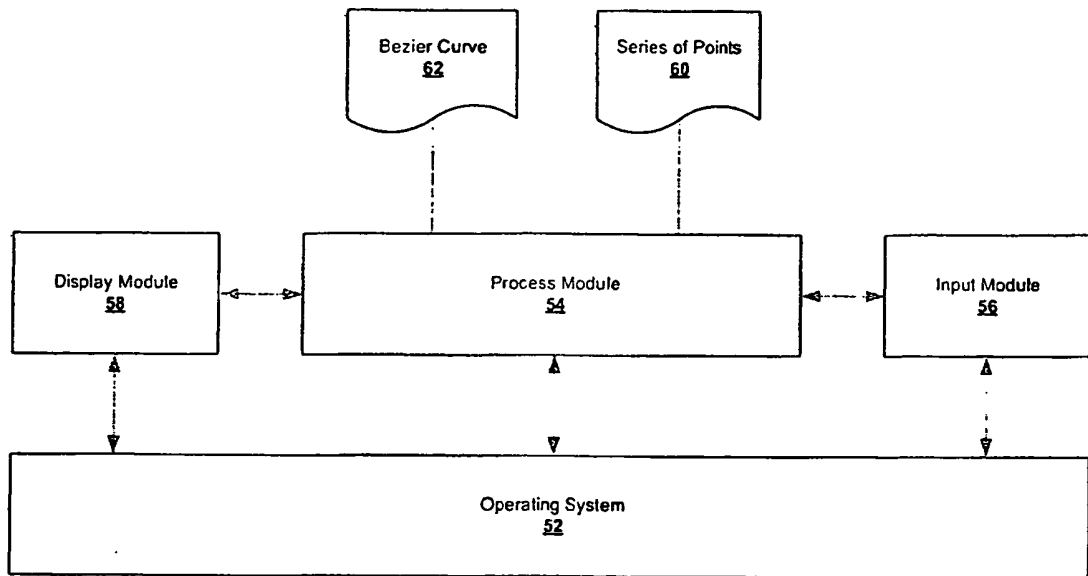 Bezier Curve
62
Series of Points
60
Display Module
58
Process Module
54
Input Module
56
Operating System
52